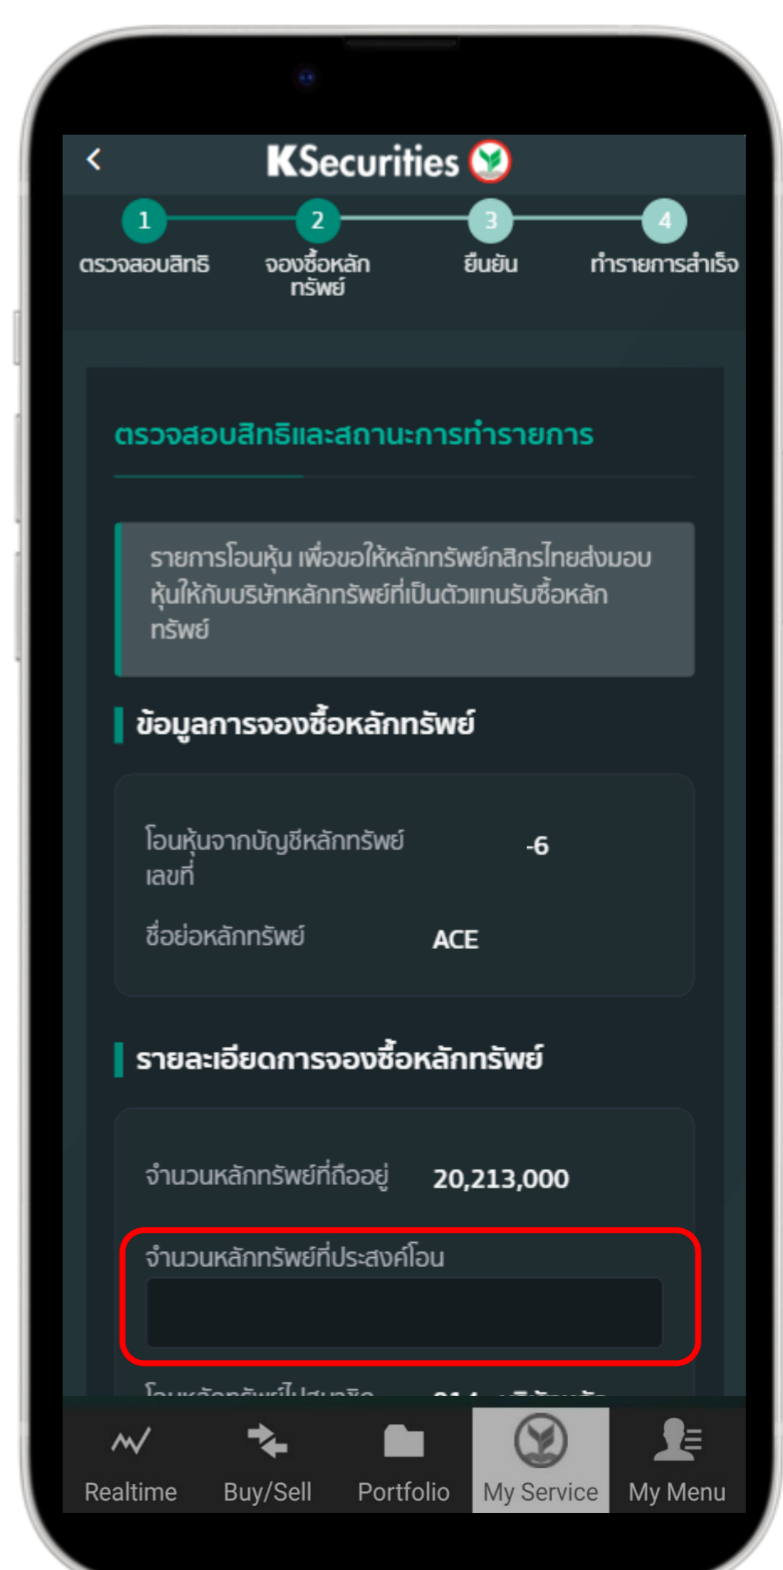 KSecurities
1
2
3
4
ตรวจสอบสิทธิ
จองซื้อหลัก
ทรัพย์
ยืนยัน
ทำรายการสำเร็จ
ตรวจสอบสิทธิและสถานะการทำรายการ
รายการโอนหุ้น เพื่อขอให้หลักทรัพย์กสิกรไทยส่งมอบ
หุ้นให้กับบริษัทหลักทรัพย์ที่เป็นตัวแทนรับซื้อหลัก
ทรัพย์
ข้อมูลการจองซื้อหลักทรัพย์
โอนหุ้นจากบัญชีหลักทรัพย์
เลขที่
-6
ชื่อย่อหลักทรัพย์ ACE
รายละเอียดการจองซื้อหลักทรัพย์
จำนวนหลักทรัพย์ที่ถืออยู่ 20,213,000
จำนวนหลักทรัพย์ที่ประสงค์โอน
Realtime Buy/Sell Portfolio My Service My Menu